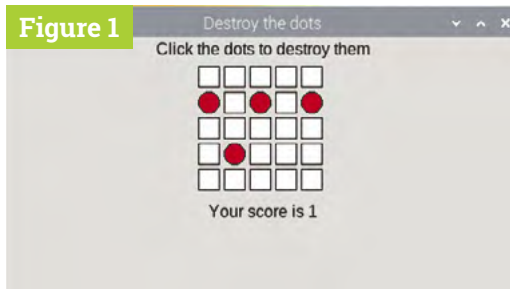 Figure 1
Destroy the dots
Click the dots to destroy them
Your score is 1